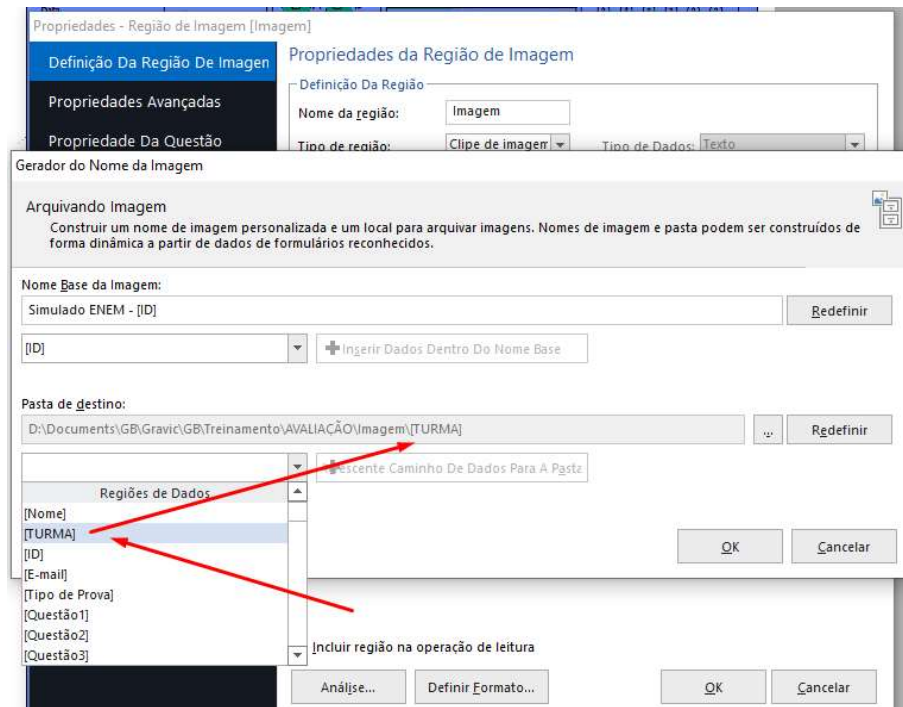 Data
Propriedades - Região de Imagem [Imagem]
Definição Da Região De Imagen
Propriedades Avançadas
Propriedade Da Questão
Propriedades da Região de Imagem
Definição Da Região
Nome da região:
Imagem
Tipo de região:
Clipe de imagem
Tipo de Dados:
Texto
Gerador do Nome da Imagem
Arquivando Imagem
Construir um nome de imagem personalizada e um local para arquivar imagens. Nomes de imagem e pasta podem ser construídos de
forma dinâmica a partir de dados de formulários reconhecidos.
Nome Base da Imagem:
Simulado ENEM - [ID]
Redefinir
[ID]
Inserir Dados Dentro Do Nome Base
Pasta de destino:
D:\Documents\GB\Gravic\GB\Treinamento\AVALIAÇÃO\Imagem\[TURMA]
...
Redefinir
escente Caminho De Dados Para A Pasta
Regiões de Dados
[Nome]
[TURMA]
[ID]
[E-mail]
[Tipo de Prova]
[Questão1]
[Questão2]
[Questão3]
OK
Cancelar
Incluir região na operação de leitura
Análise...
Definir Formato...
OK
Cancelar